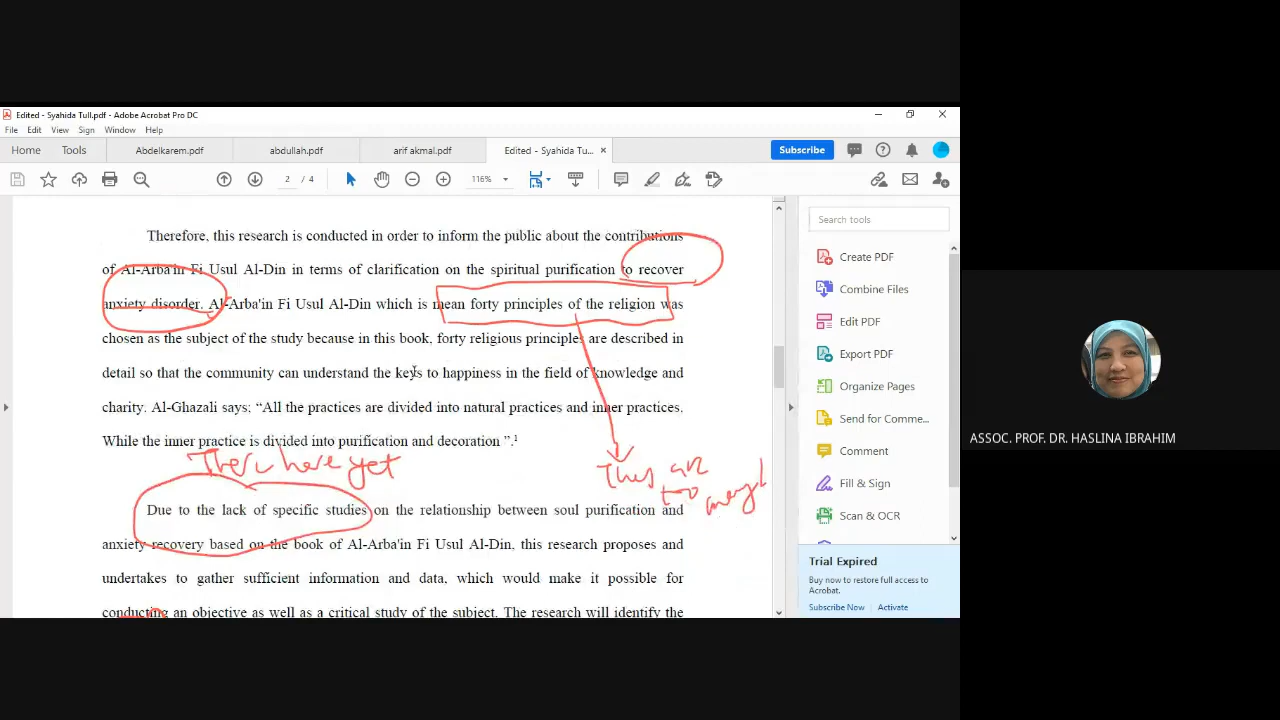 Edited - Syahida Tull.pdf - Adobe Acrobat Pro DC
File Edit View Sign Window Help
Home Tools Abdelkarem.pdf abdullah.pdf arif akmal.pdf Edited - Syahida Tu... × Subscribe
2 / 4 116%
Therefore, this research is conducted in order to inform the public about the contributions
of Al-Arba'in Fi Usul Al-Din in terms of clarification on the spiritual purification to recover
anxiety disorder. Al-Arba'in Fi Usul Al-Din which is mean forty principles of the religion was
chosen as the subject of the study because in this book, forty religious principles are described in
detail so that the community can understand the keys to happiness in the field of knowledge and
charity. Al-Ghazali says; “All the practices are divided into natural practices and inner practices.
While the inner practice is divided into purification and decoration ”.1
yet
too
Due to the lack of specific studies on the relationship between soul purification and
anxiety recovery based on the book of Al-Arba'in Fi Usul Al-Din, this research proposes and
undertakes to gather sufficient information and data, which would make it possible for
conducting an objective as well as a critical study of the subject. The research will identify the
Search tools
Create PDF
Combine Files
Edit PDF
Export PDF
Organize Pages
Send for Comme...
Comment
Fill & Sign
Scan & OCR
Trial Expired
Buy now to restore full access to
Acrobat.
Subscribe Now Activate
ASSOC. PROF. DR. HASLINA IBRAHIM